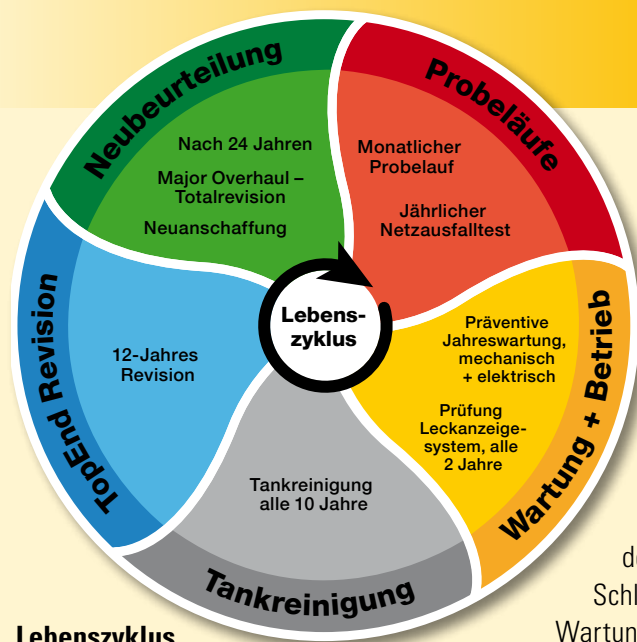 Neubeurteilung
Nach 24 Jahren
Major Overhaul –
Totalrevision
Neuanschaffung
Probeläufe
Monatlicher
Probelauf
Jährlicher
Netzausfalltest
Wartung + Betrieb
Präventive
Jahreswartung,
mechanisch
+ elektrisch
Prüfung
Leckanzeige-
system, alle
2 Jahre
Tankreinigung
Tankreinigung
alle 10 Jahre
TopEnd Revision
12-Jahres
Revision
Lebens-
zyklus
Schl
Wartun
Lebenszyklus